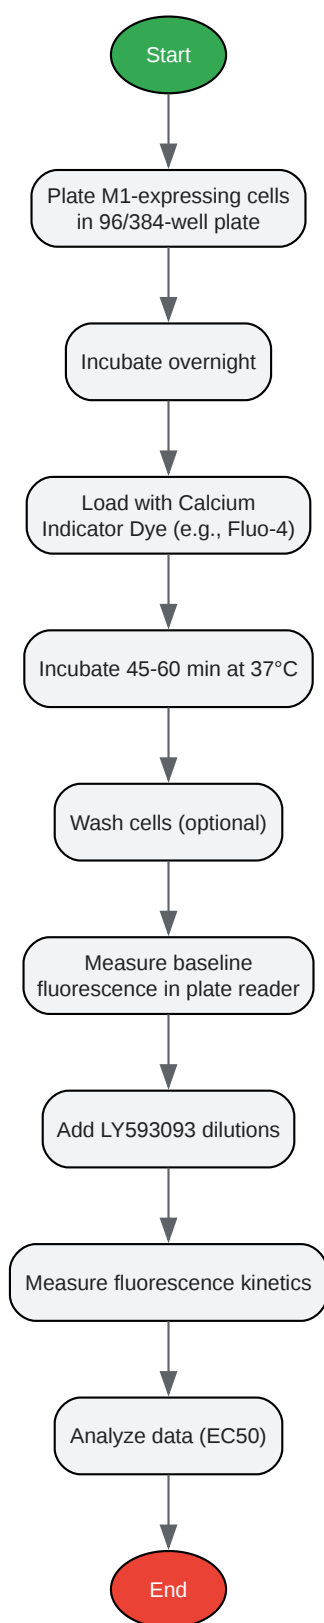 Start
Plate M1-expressing cells
in 96/384-well plate
Incubate overnight
Load with Calcium
Indicator Dye (e.g., Fluo-4)
Incubate 45-60 min at 37°C
Wash cells (optional)
Measure baseline
fluorescence in plate reader
Add LY593093 dilutions
Measure fluorescence kinetics
Analyze data (EC50)
End